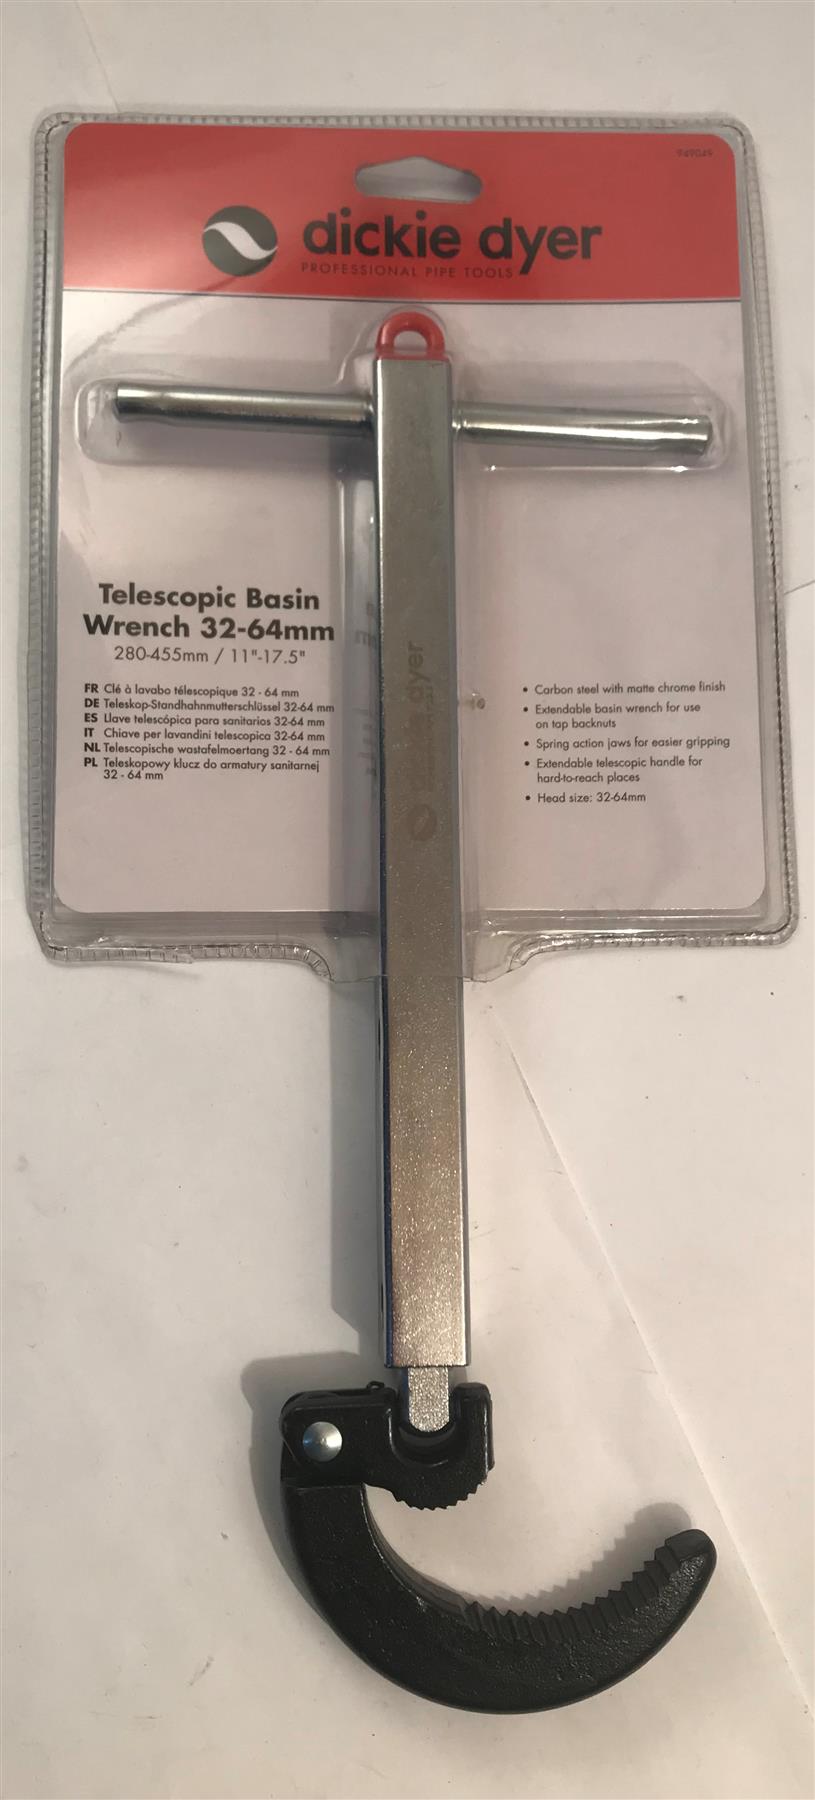 949049
dickie dyer
PROFESSIONAL PIPE TOOLS
Telescopic Basin
Wrench 32-64mm
280-455mm / 11"-17.5"
FR Clé à lavabo télescopique 32 - 64 mm
DE Teleskop-Standhahnmutterschlüssel 32-64 mm
ES Llave telescópica para sanitarios 32-64 mm
IT Chiave per lavandini telescopica 32-64 mm
NL Telescopische wastafelmoertang 32 - 64 mm
PL Teleskopowy klucz do armatury sanitarnej
32 - 64 mm
• Carbon steel with matte chrome finish
• Extendable basin wrench for use
on tap backnuts
• Spring action jaws for easier gripping
• Extendable telescopic handle for
hard-to-reach places
• Head size: 32-64mm
dickie dyer